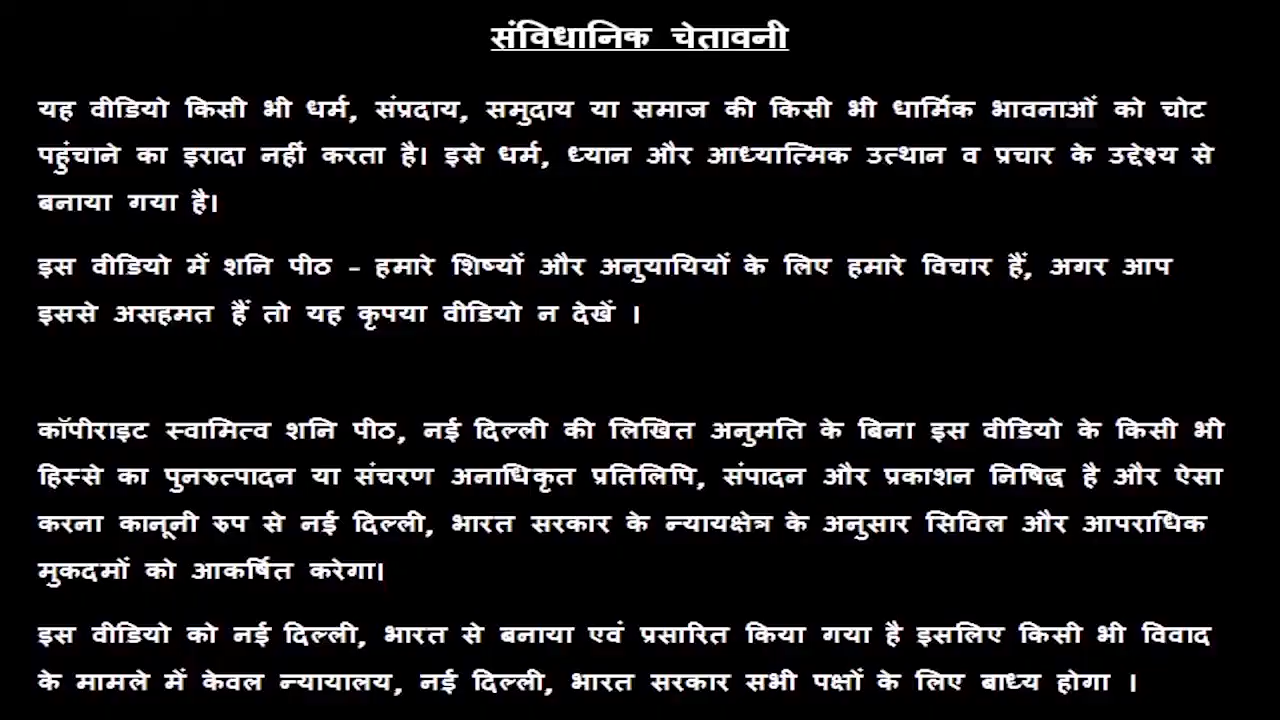 संविधानिक चेतावनी
यह वीडियो किसी भी धर्म, संप्रदाय, समुदाय या समाज की किसी भी धार्मिक भावनाओं को चोट
पहुंचाने का इरादा नहीं करता है। इसे धर्म, ध्यान और आध्यात्मिक उत्थान व प्रचार के उद्देश्य से
बनाया गया है।
इस वीडियो में शनि पीठ – हमारे शिष्यों और अनुयायियों के लिए हमारे विचार हैं, अगर आप
इससे असहमत हैं तो यह कृपया वीडियो न देखें ।
कॉपीराइट स्वामित्व शनि पीठ, नई दिल्ली की लिखित अनुमति के बिना इस वीडियो के किसी भी
हिस्से का पुनरुत्पादन या संचरण अनाधिकृत प्रतिलिपि, संपादन और प्रकाशन निषिद्ध है और ऐसा
करना कानूनी रुप से नई दिल्ली, भारत सरकार के न्यायक्षेत्र के अनुसार सिविल और आपराधिक
मुकदमों को आकर्षित करेगा।
इस वीडियो को नई दिल्ली, भारत से बनाया एवं प्रसारित किया गया है इसलिए किसी भी विवाद
के मामले में केवल न्यायालय, नई दिल्ली, भारत सरकार सभी पक्षों के लिए बाध्य होगा ।